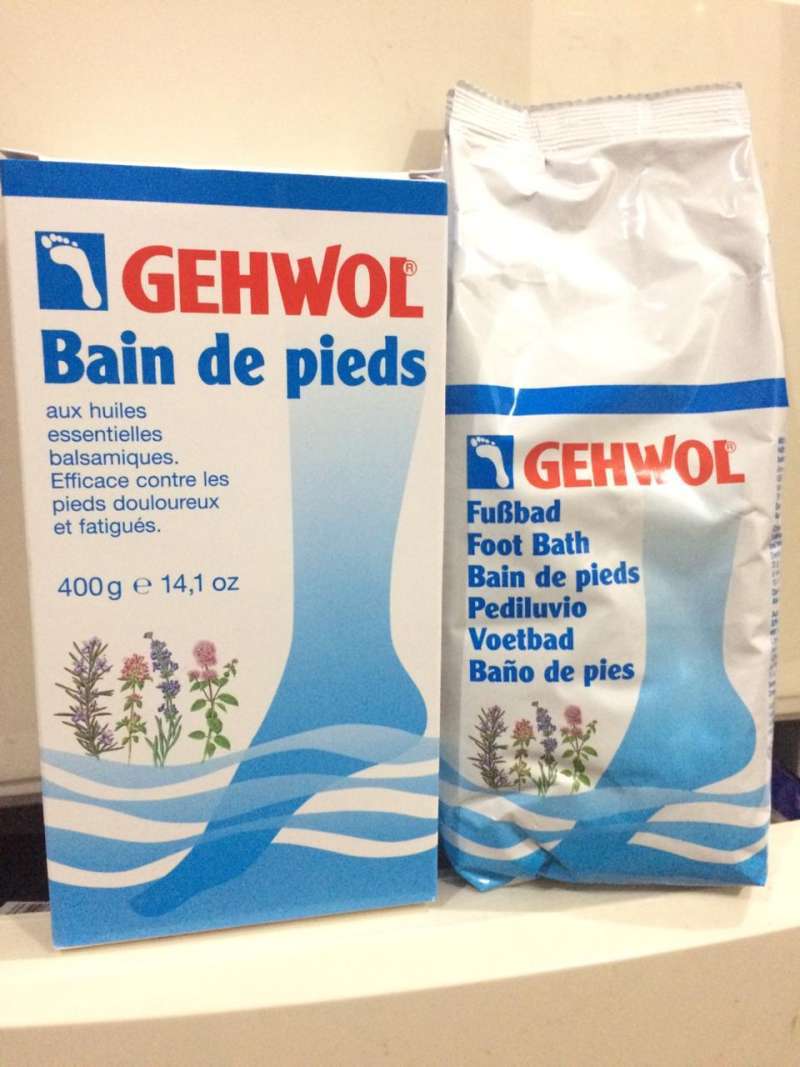 GEHWOL®
Bain de pieds
aux huiles
essentielles
balsamiques.
Efficace contre les
pieds douloureux
et fatigués.
400 g e 14,1 oz
GEHWOL®
Fußbad
Foot Bath
Bain de pieds
Pediluvio
Voetbad
Baño de pies